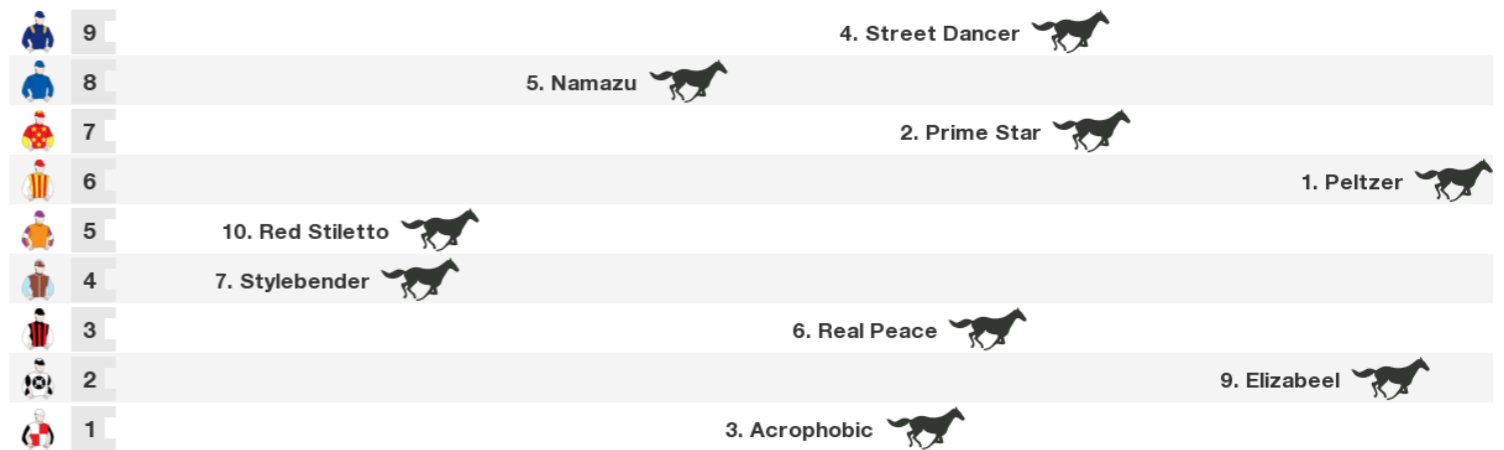 9 4. Street Dancer
8 5. Namazu
7 2. Prime Star
6 1. Peltzer
5 10. Red Stiletto
4 7. Stylebender
3 6. Real Peace
2 9. Elizabeel
1 3. Acrophobic